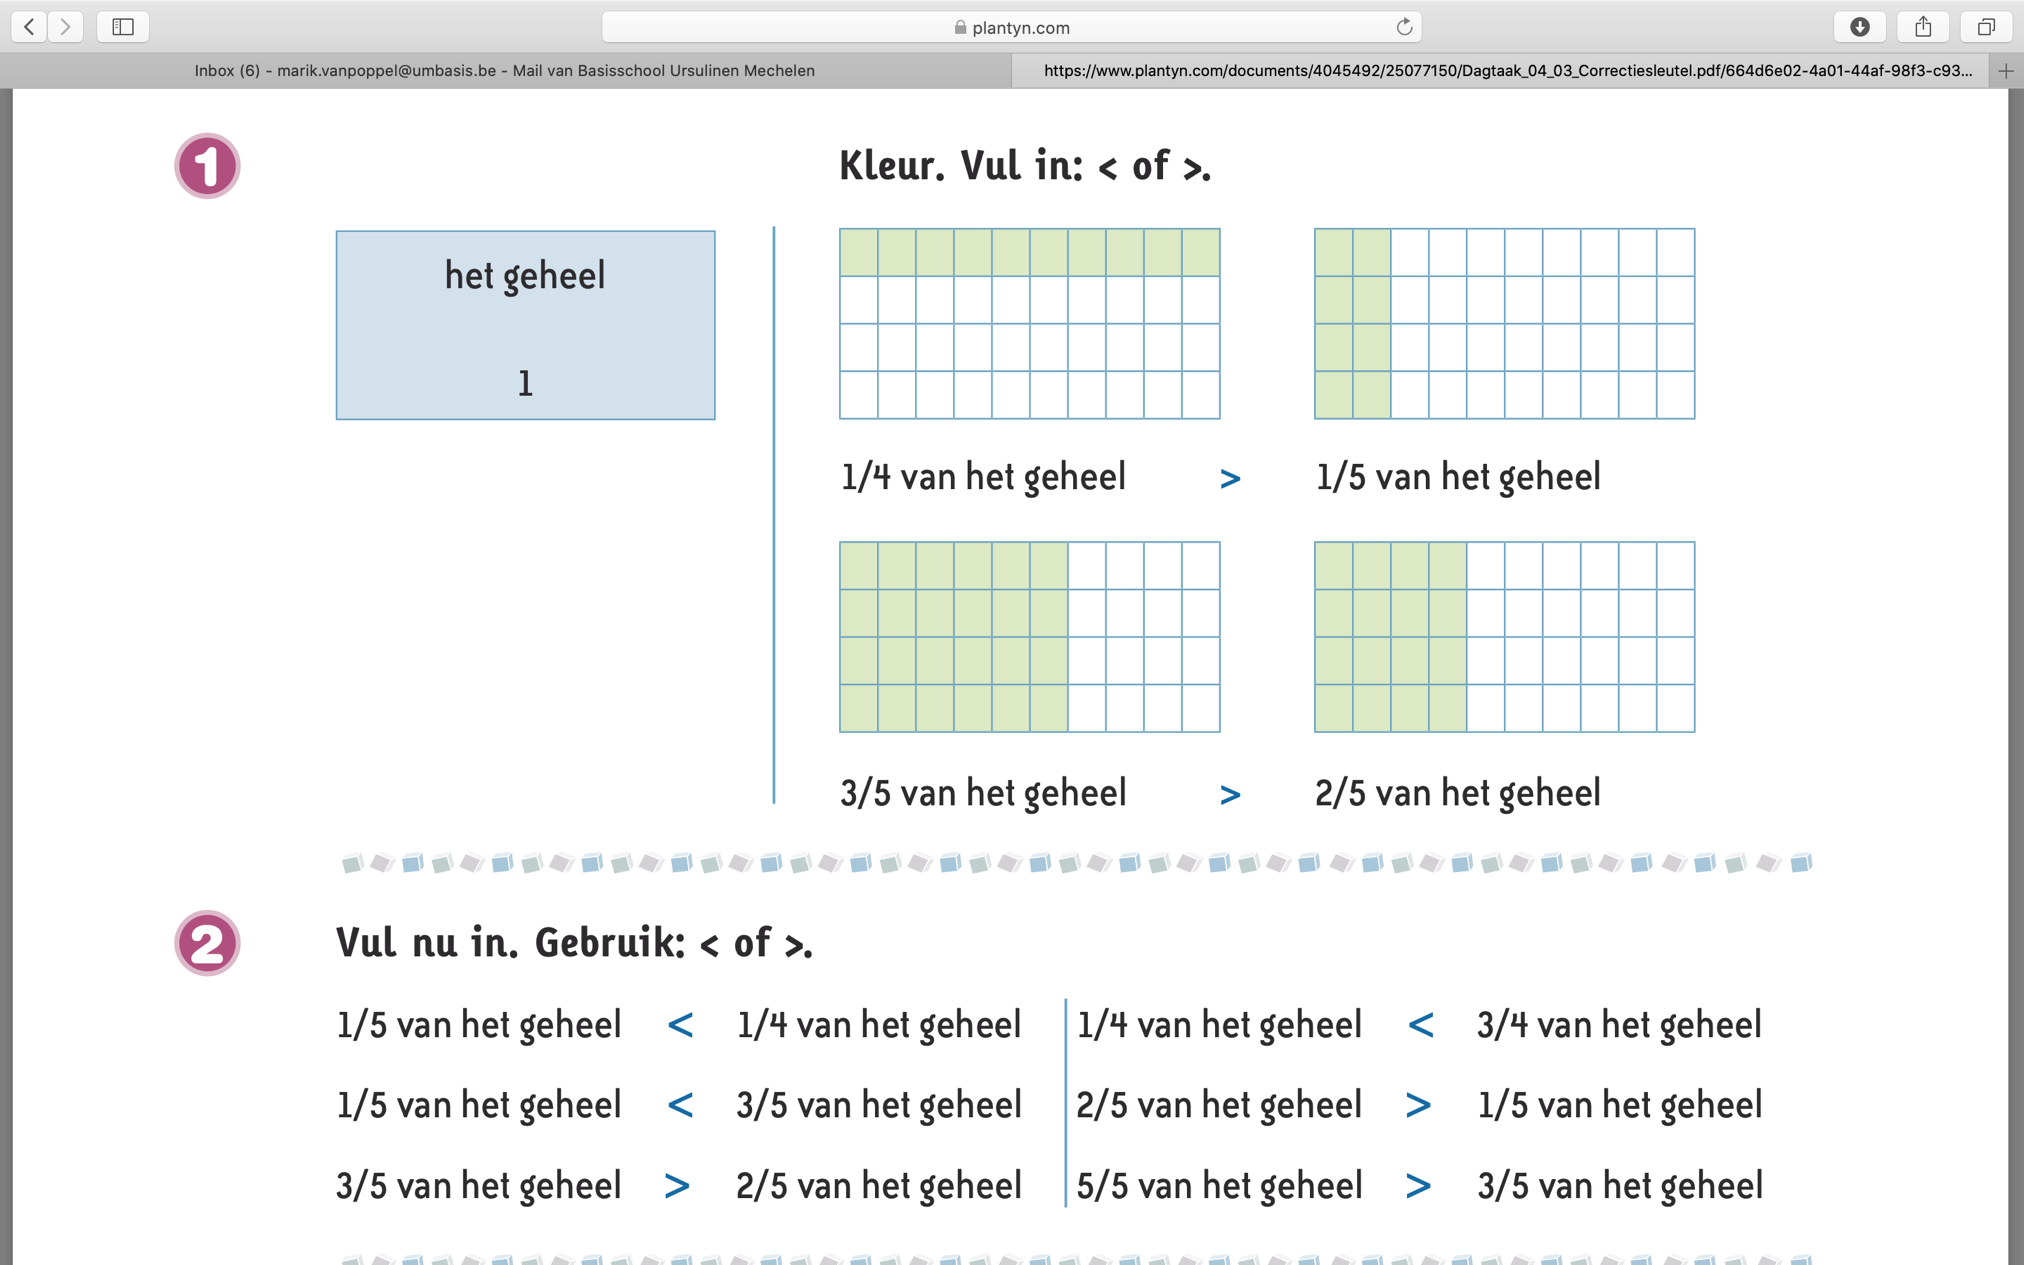 plantyn.com
Inbox (6) - marik.vanpoppel@umbasis.be - Mail van Basisschool Ursulinen Mechelen
https://www.plantyn.com/documents/4045492/25077150/Dagtaak_04_03_Correctiesleutel.pdf/664d6e02-4a01-44af-98f3-c93...
1
Kleur. Vul in: < of >.
het geheel
1
1/4 van het geheel > 1/5 van het geheel
3/5 van het geheel > 2/5 van het geheel
2
Vul nu in. Gebruik: < of >.
1/5 van het geheel < 1/4 van het geheel
1/5 van het geheel < 3/5 van het geheel
3/5 van het geheel > 2/5 van het geheel
1/4 van het geheel < 3/4 van het geheel
2/5 van het geheel > 1/5 van het geheel
5/5 van het geheel > 3/5 van het geheel